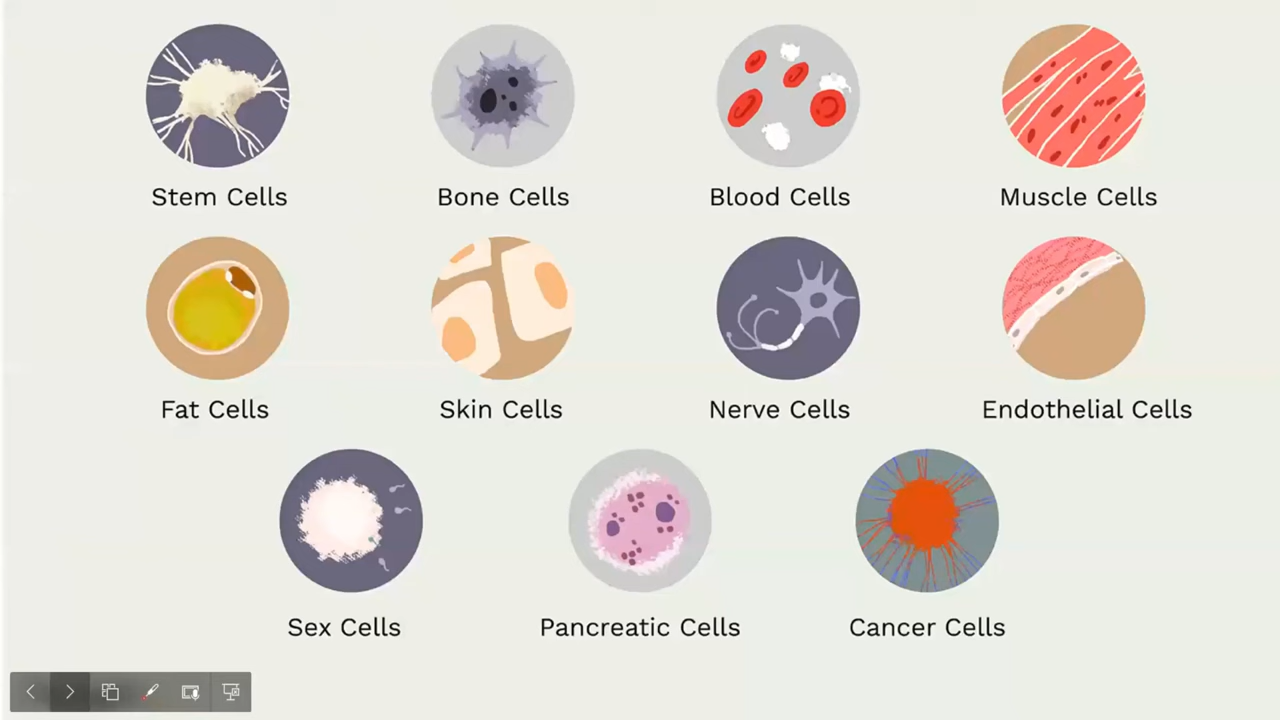 Stem Cells
Bone Cells
Blood Cells
Muscle Cells
Fat Cells
Skin Cells
Nerve Cells
Endothelial Cells
Sex Cells
Pancreatic Cells
Cancer Cells